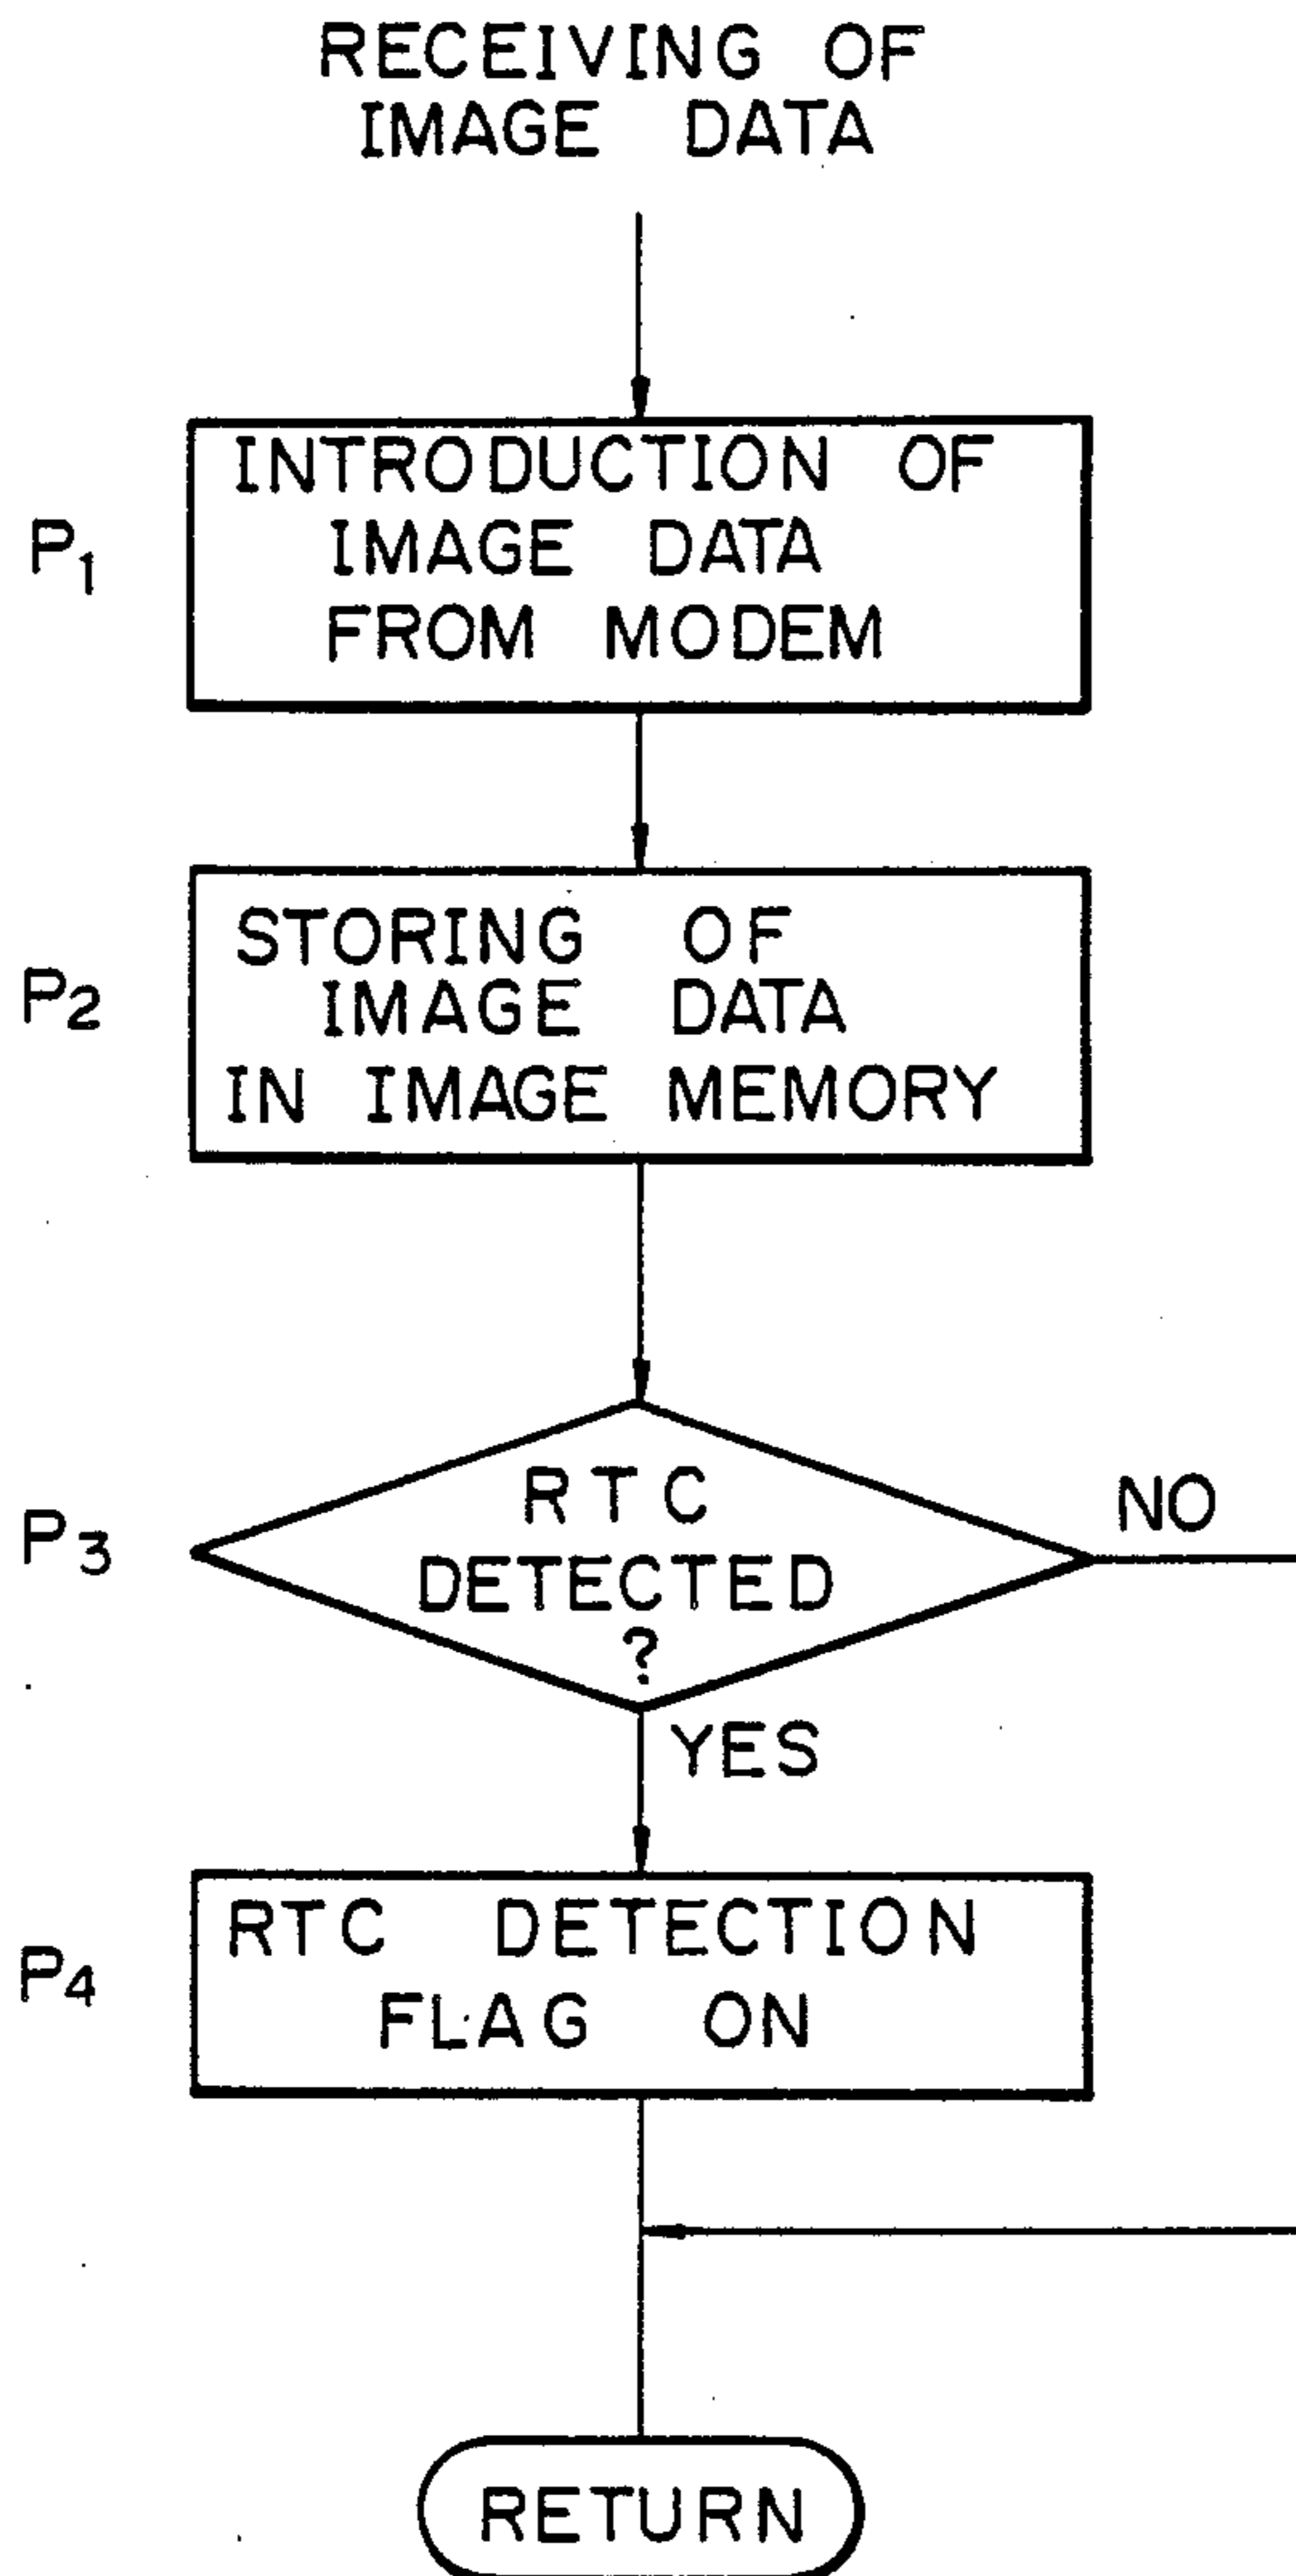 RECEIVING OF
IMAGE DATA
P1
INTRODUCTION OF
IMAGE DATA
FROM MODEM
P2
STORING OF
IMAGE DATA
IN IMAGE MEMORY
P3
RTC
DETECTED
?
NO
YES
P4
RTC DETECTION
FLAG ON
RETURN